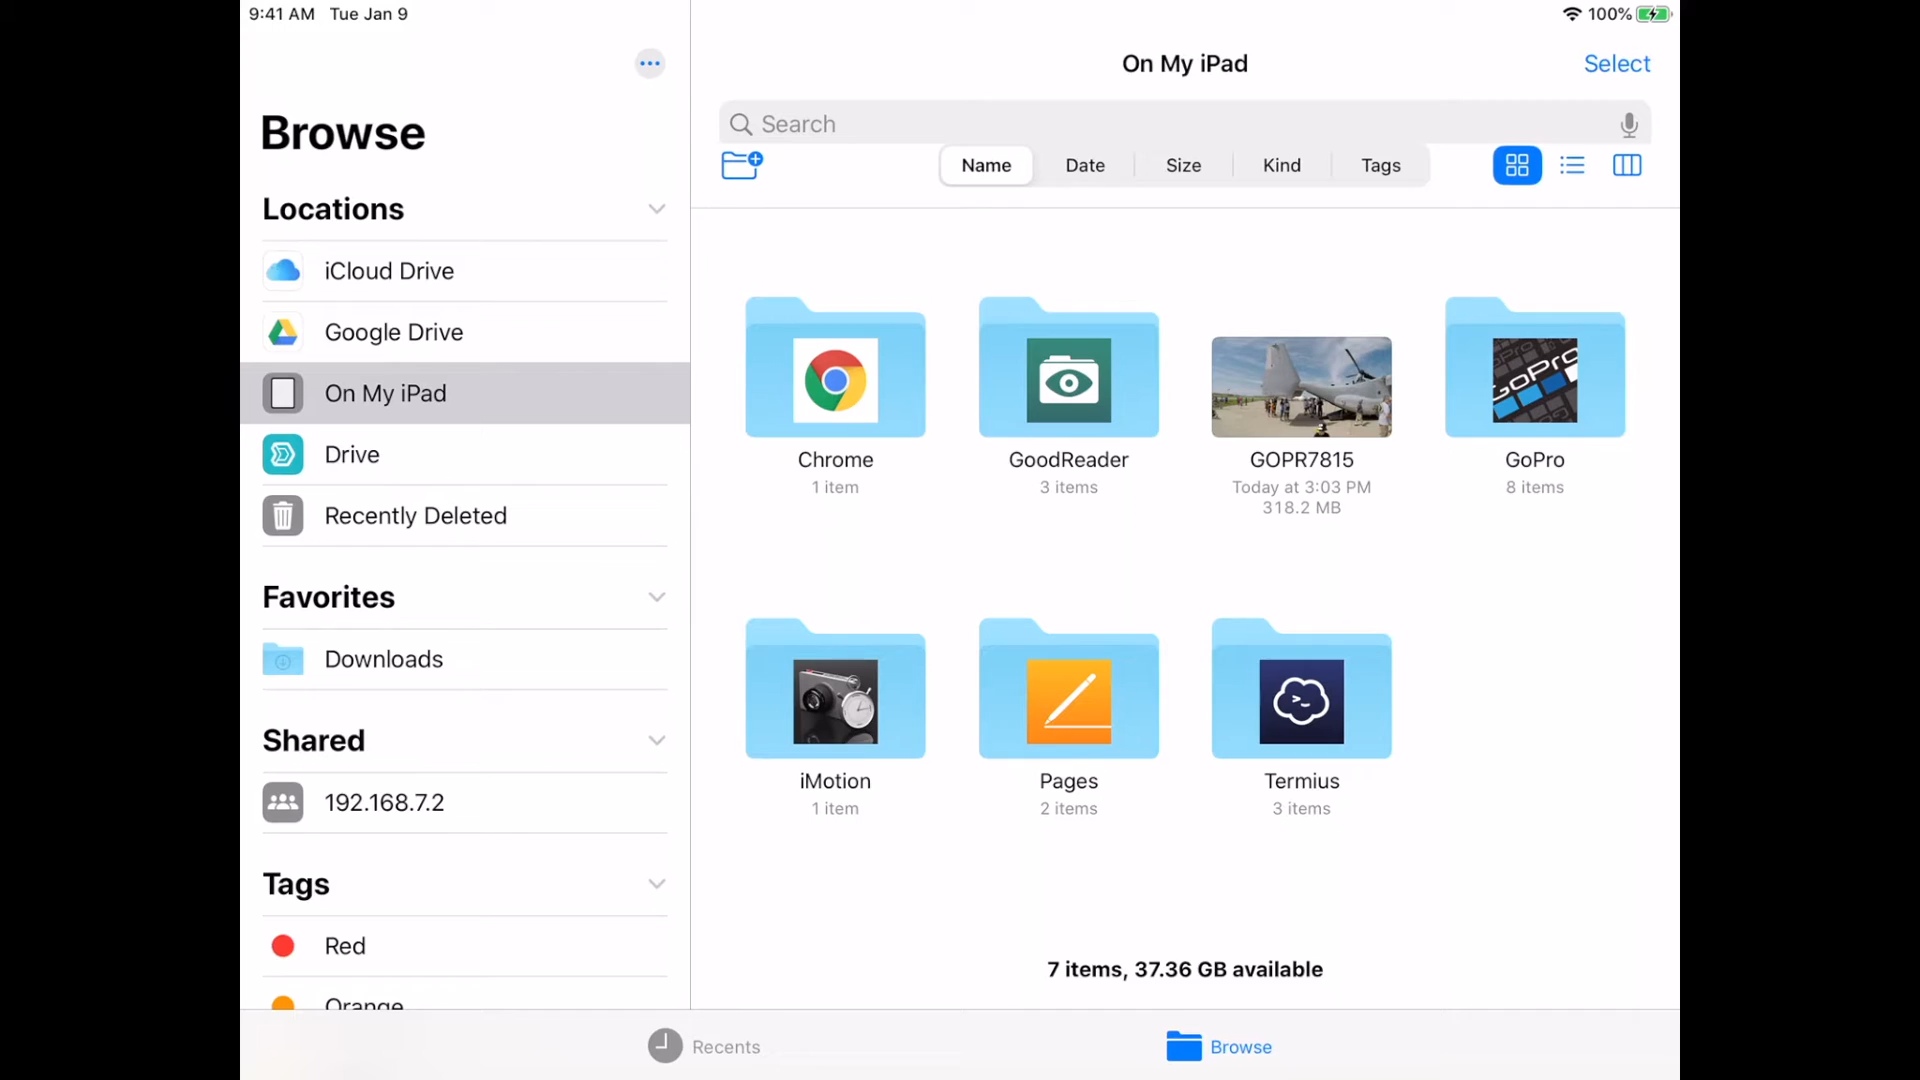 9:41 AM Tue Jan 9
100%
Browse
Locations
iCloud Drive
Google Drive
On My iPad
Drive
Recently Deleted
Favorites
Downloads
Shared
192.168.7.2
Tags
Red
Orange
On My iPad
Select
Search
Name Date Size Kind Tags
Chrome
1 item
GoodReader
3 items
GOPR7815
Today at 3:03 PM
318.2 MB
GoPro
GoPro
8 items
iMotion
1 item
Pages
2 items
Termius
3 items
7 items, 37.36 GB available
Recents
Browse